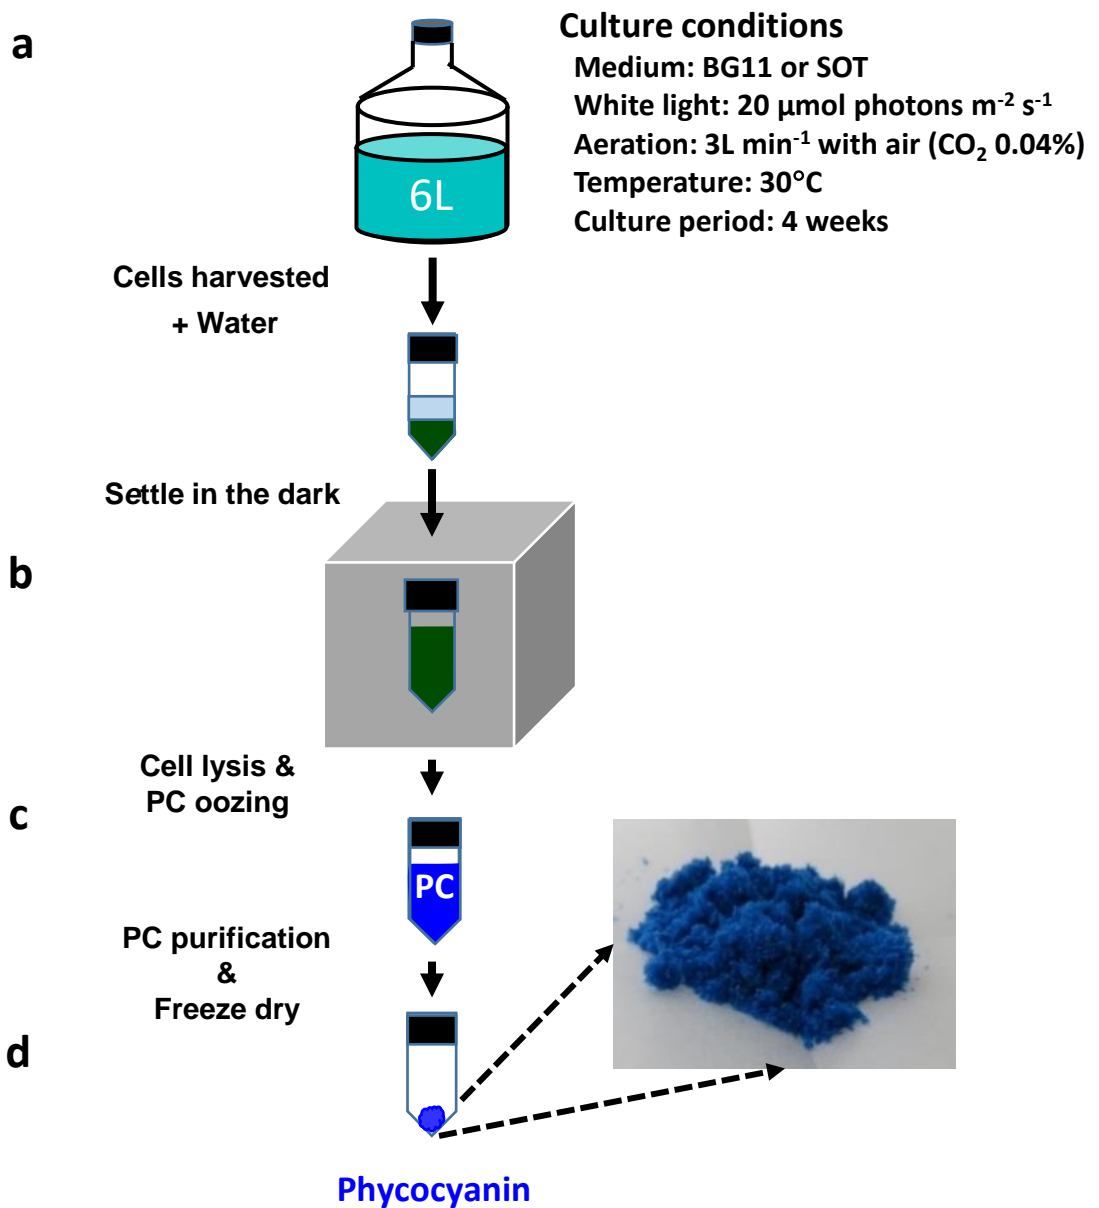 a
Culture conditions
Medium: BG11 or SOT
White light: 20 µmol photons m-2 s-1
Aeration: 3L min-1 with air (CO2 0.04%)
Temperature: 30°C
Culture period: 4 weeks
6L
Cells harvested
+ Water
Settle in the dark
b
Cell lysis &
PC oozing
c
PC
PC purification
&
Freeze dry
d
Phycocyanin